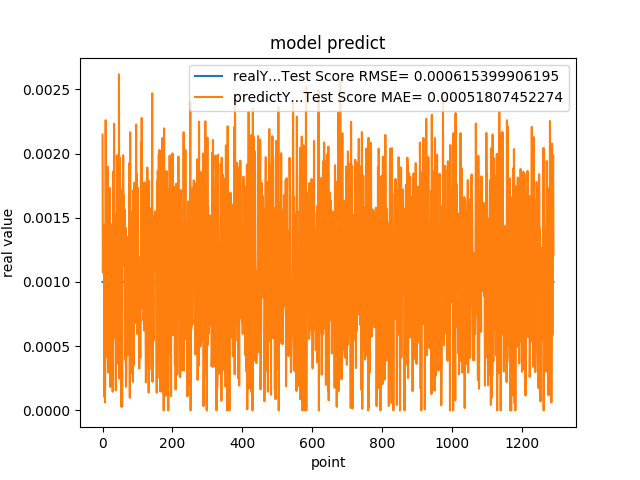 model predict
realY...Test Score RMSE= 0.000615399906195
predictY...Test Score MAE= 0.00051807452274
0.0025
0.0020
0.0015
0.0010
0.0005
0.0000
real value
0 200 400 600 800 1000 1200
point